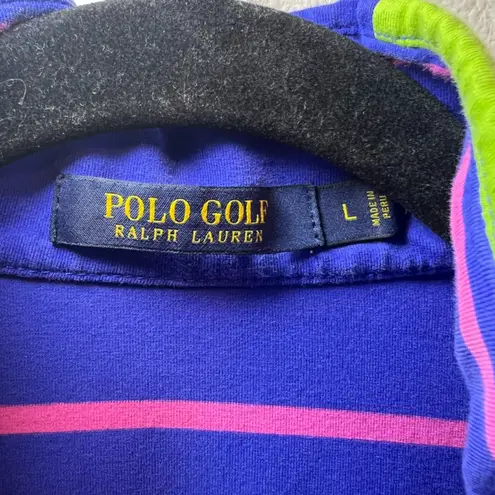 POLO GOLF
RALPH LAUREN
L
MADE IN
PERU